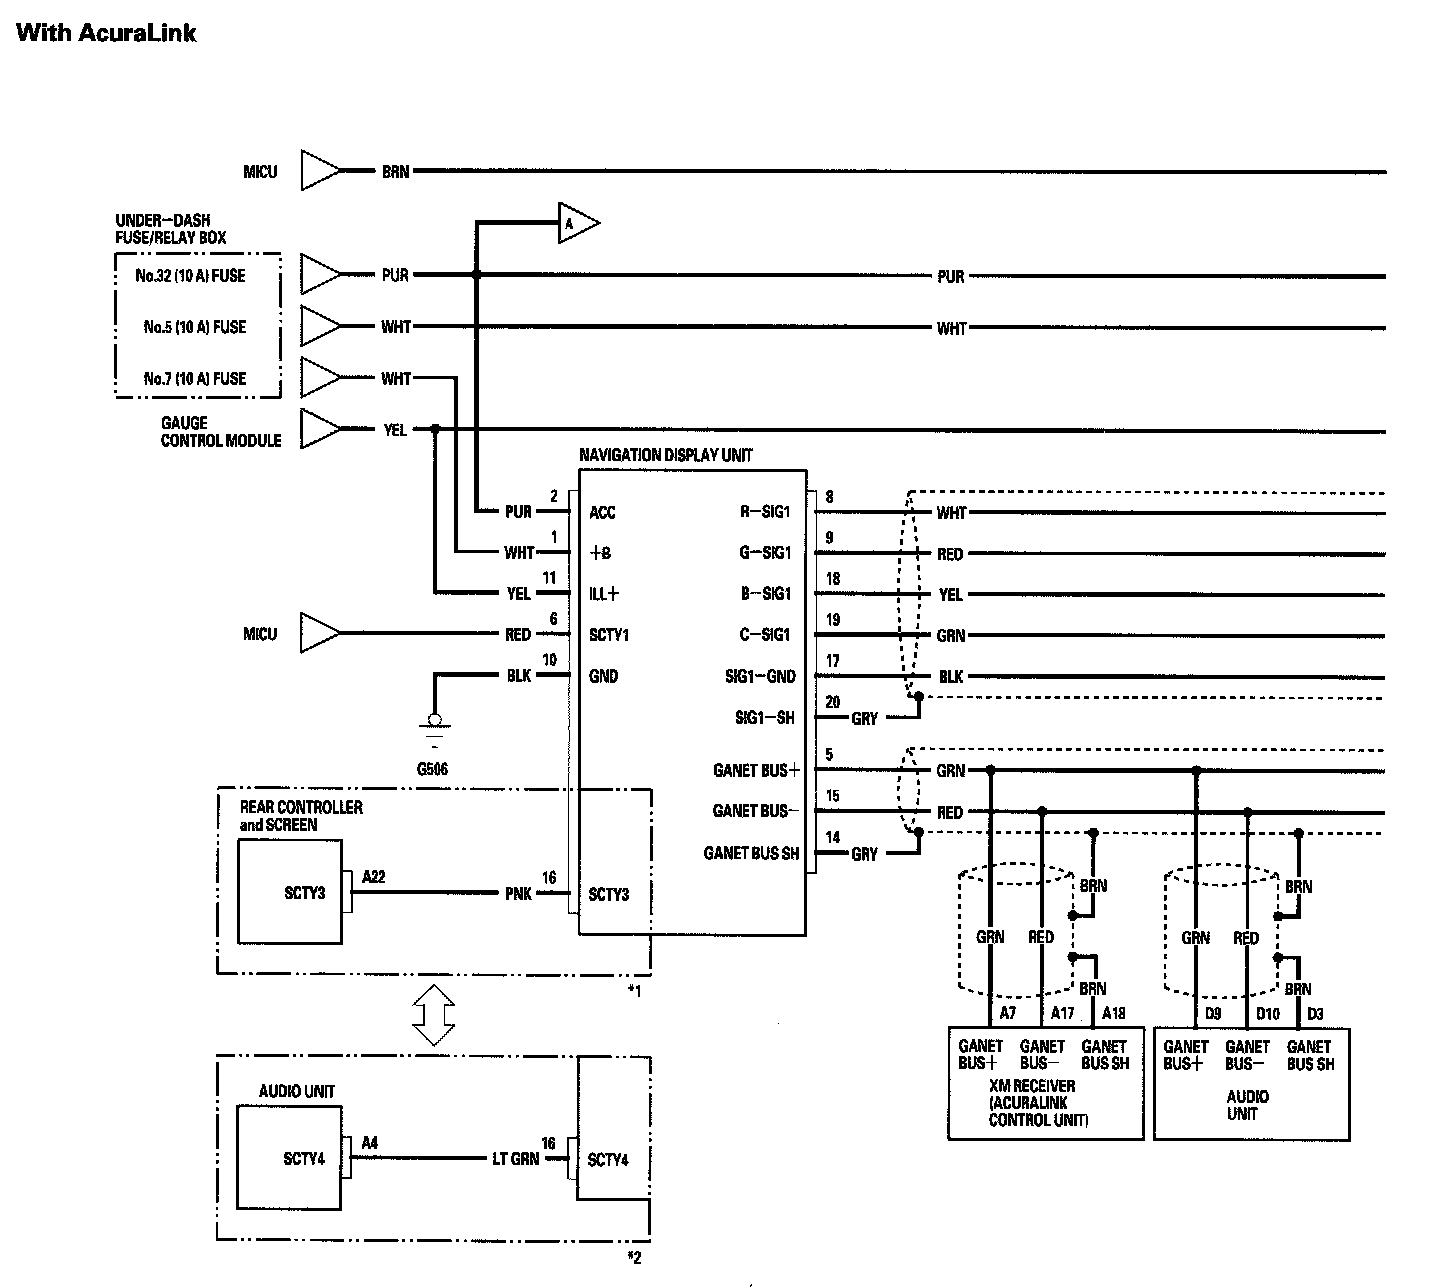 With AcuraLink
MICU
BRN
UNDER-DASH
FUSE/RELAY BOX
A
No.32 (10 A) FUSE
PUR
PUR
No.5 (10 A) FUSE
WHT
WHT
No.7 (10 A) FUSE
WHT
GAUGE
CONTROL MODULE
YEL
NAVIGATION DISPLAY UNIT
PUR
2
ACC
R-SIG1
8
WHT
WHT
1
+B
G-SIG1
9
RED
YEL
11
ILL+
B-SIG1
18
YEL
MICU
RED
6
SCTY1
C-SIG1
19
GRN
BLK
10
GND
SIG1-GND
17
BLK
SIG1-SH
20
GRY
G506
GANET BUS+
5
GRN
GANET BUS-
15
RED
GANET BUS SH
14
GRY
REAR CONTROLLER
and SCREEN
SCTY3
A22
PNK
16
SCTY3
*1
BRN
BRN
GRN
RED
GRN
RED
BRN
BRN
A7
A17
A18
D9
D10
D3
GANET
BUS+
GANET
BUS-
GANET
BUS SH
XM RECEIVER
(ACURALINK
CONTROL UNIT)
GANET
BUS+
GANET
BUS-
GANET
BUS SH
AUDIO
UNIT
AUDIO UNIT
SCTY4
A4
LT GRN
16
SCTY4
*2